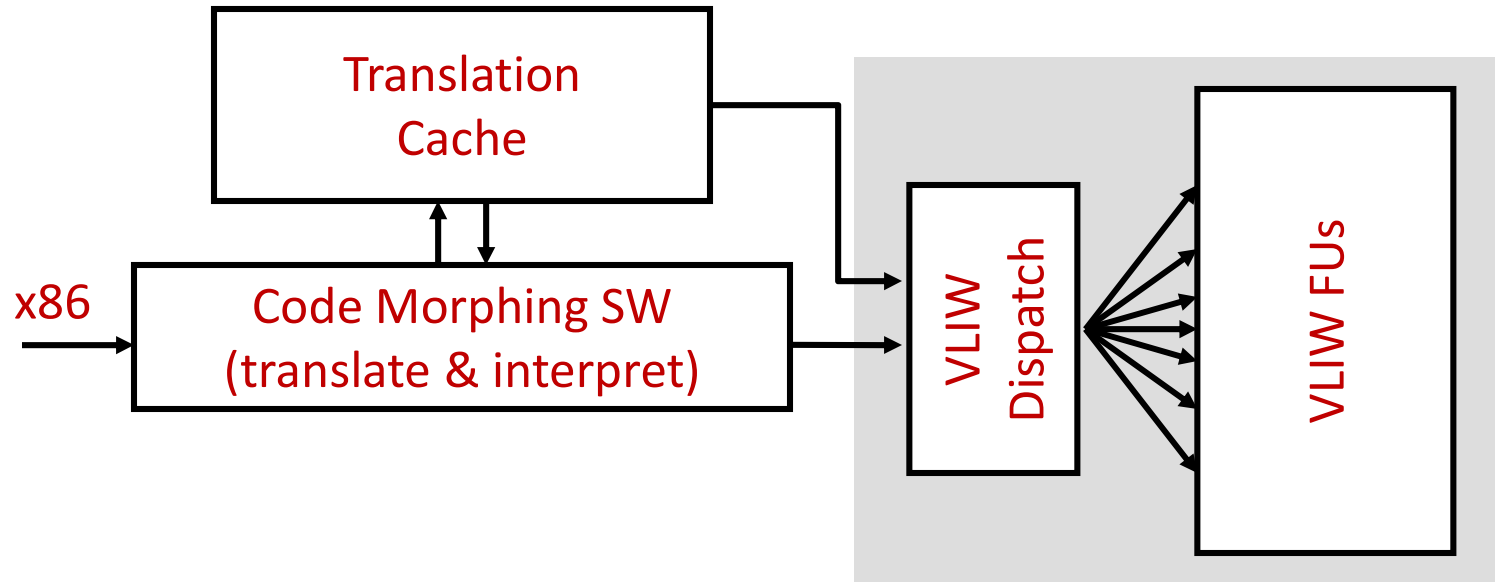 Translation
Cache
x86
Code Morphing SW
(translate & interpret)
VLIW
Dispatch
VLIW FUs